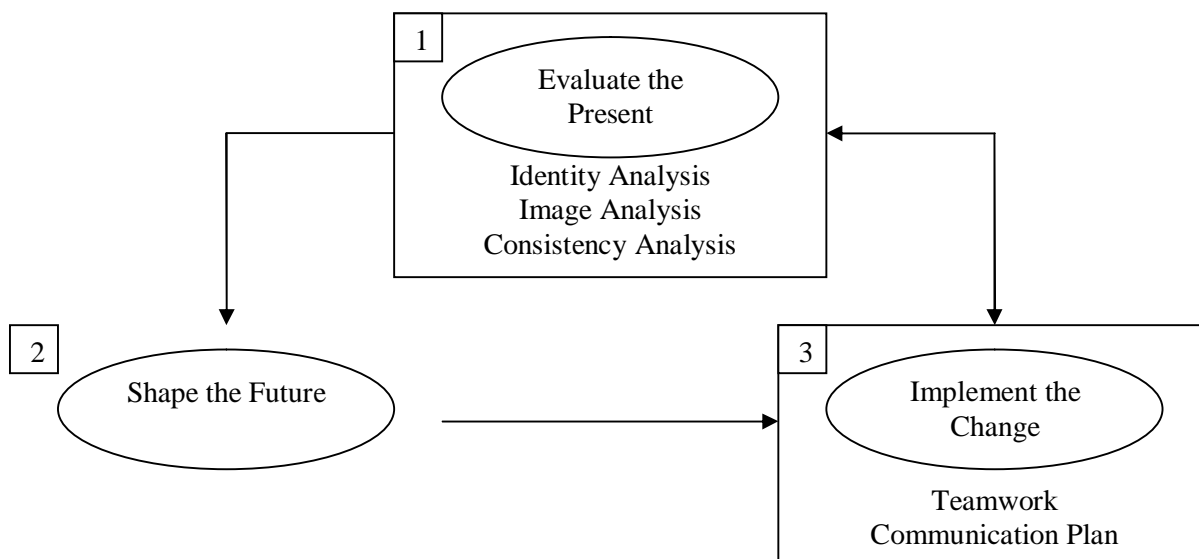 1
Evaluate the
Present
Identity Analysis
Image Analysis
Consistency Analysis
2
Shape the Future
3
Implement the
Change
Teamwork
Communication Plan